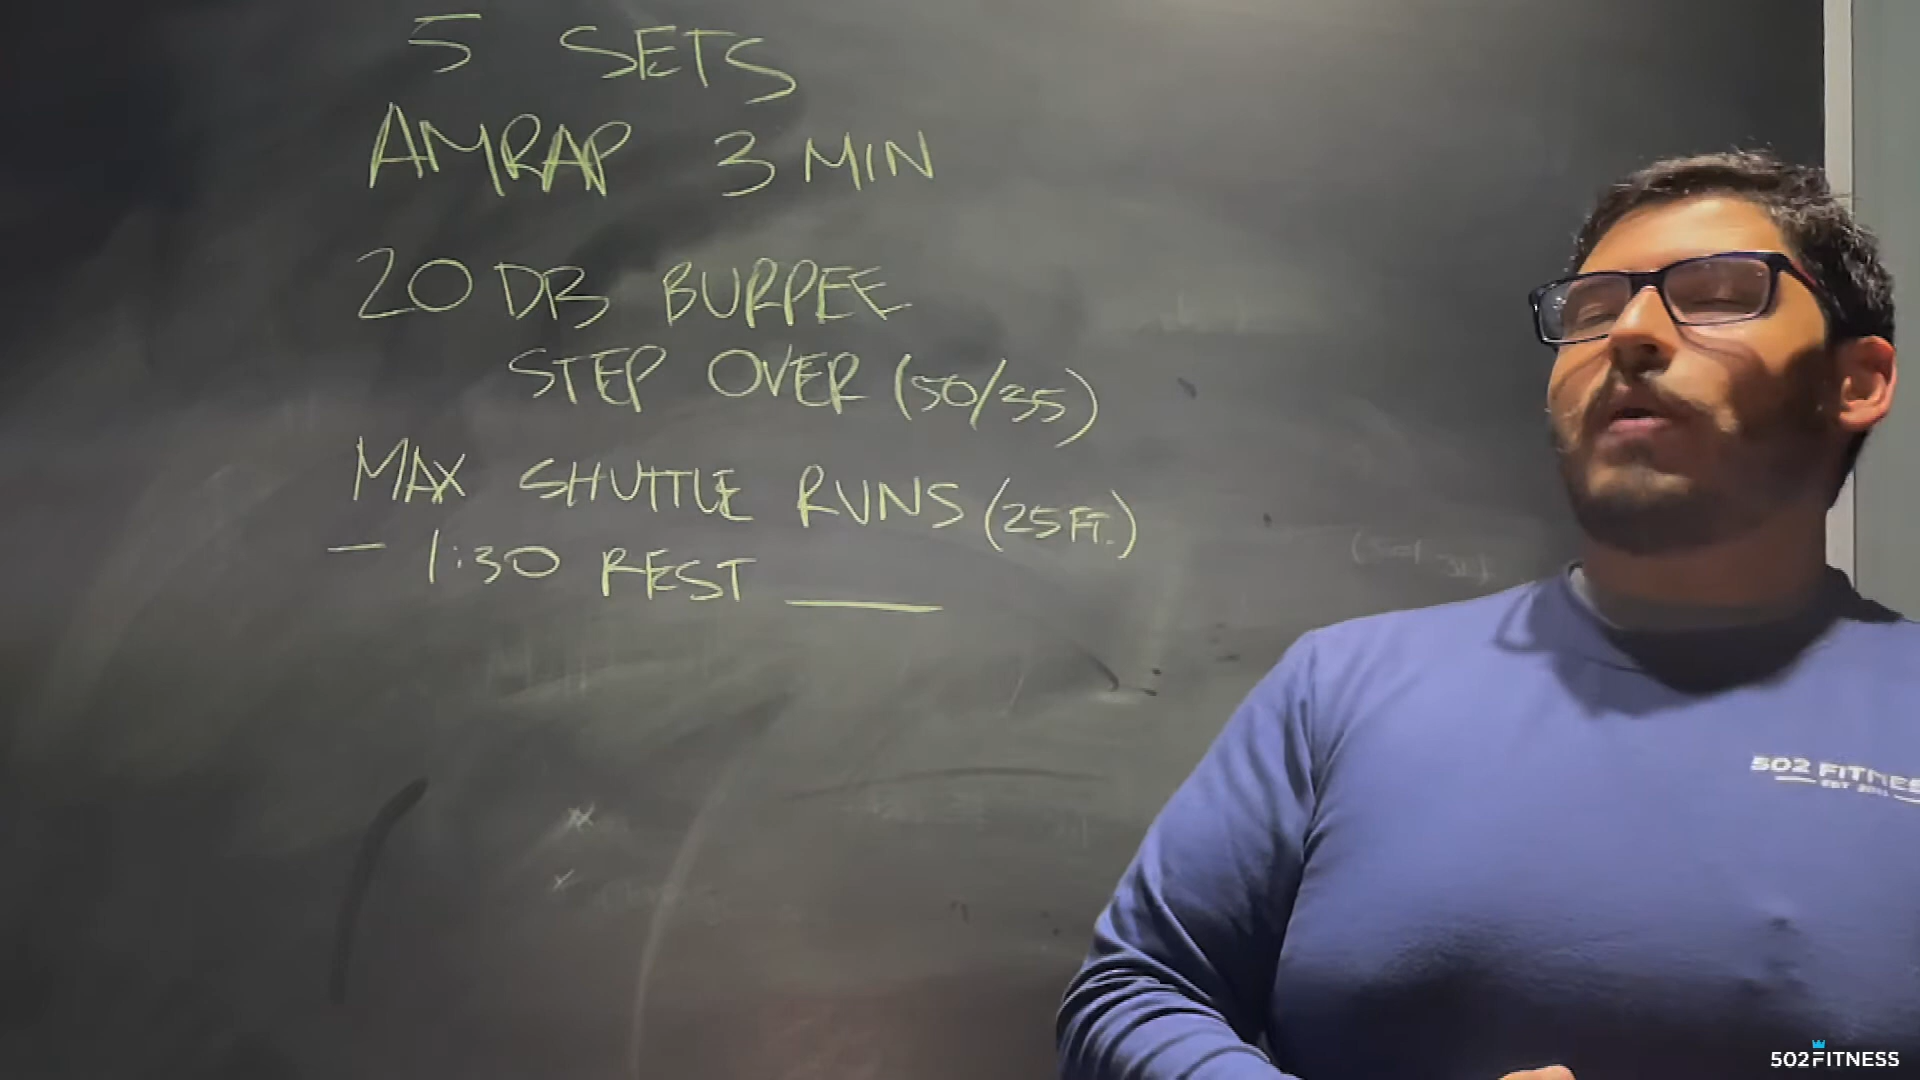 5 SETS
AMRAP 3 MIN
20 DB BURPEE
STEP OVER (50/35)
MAX SHUTTLE RUNS (25 FT.)
— 1:30 REST —
502 FITNESS
502 FITNESS